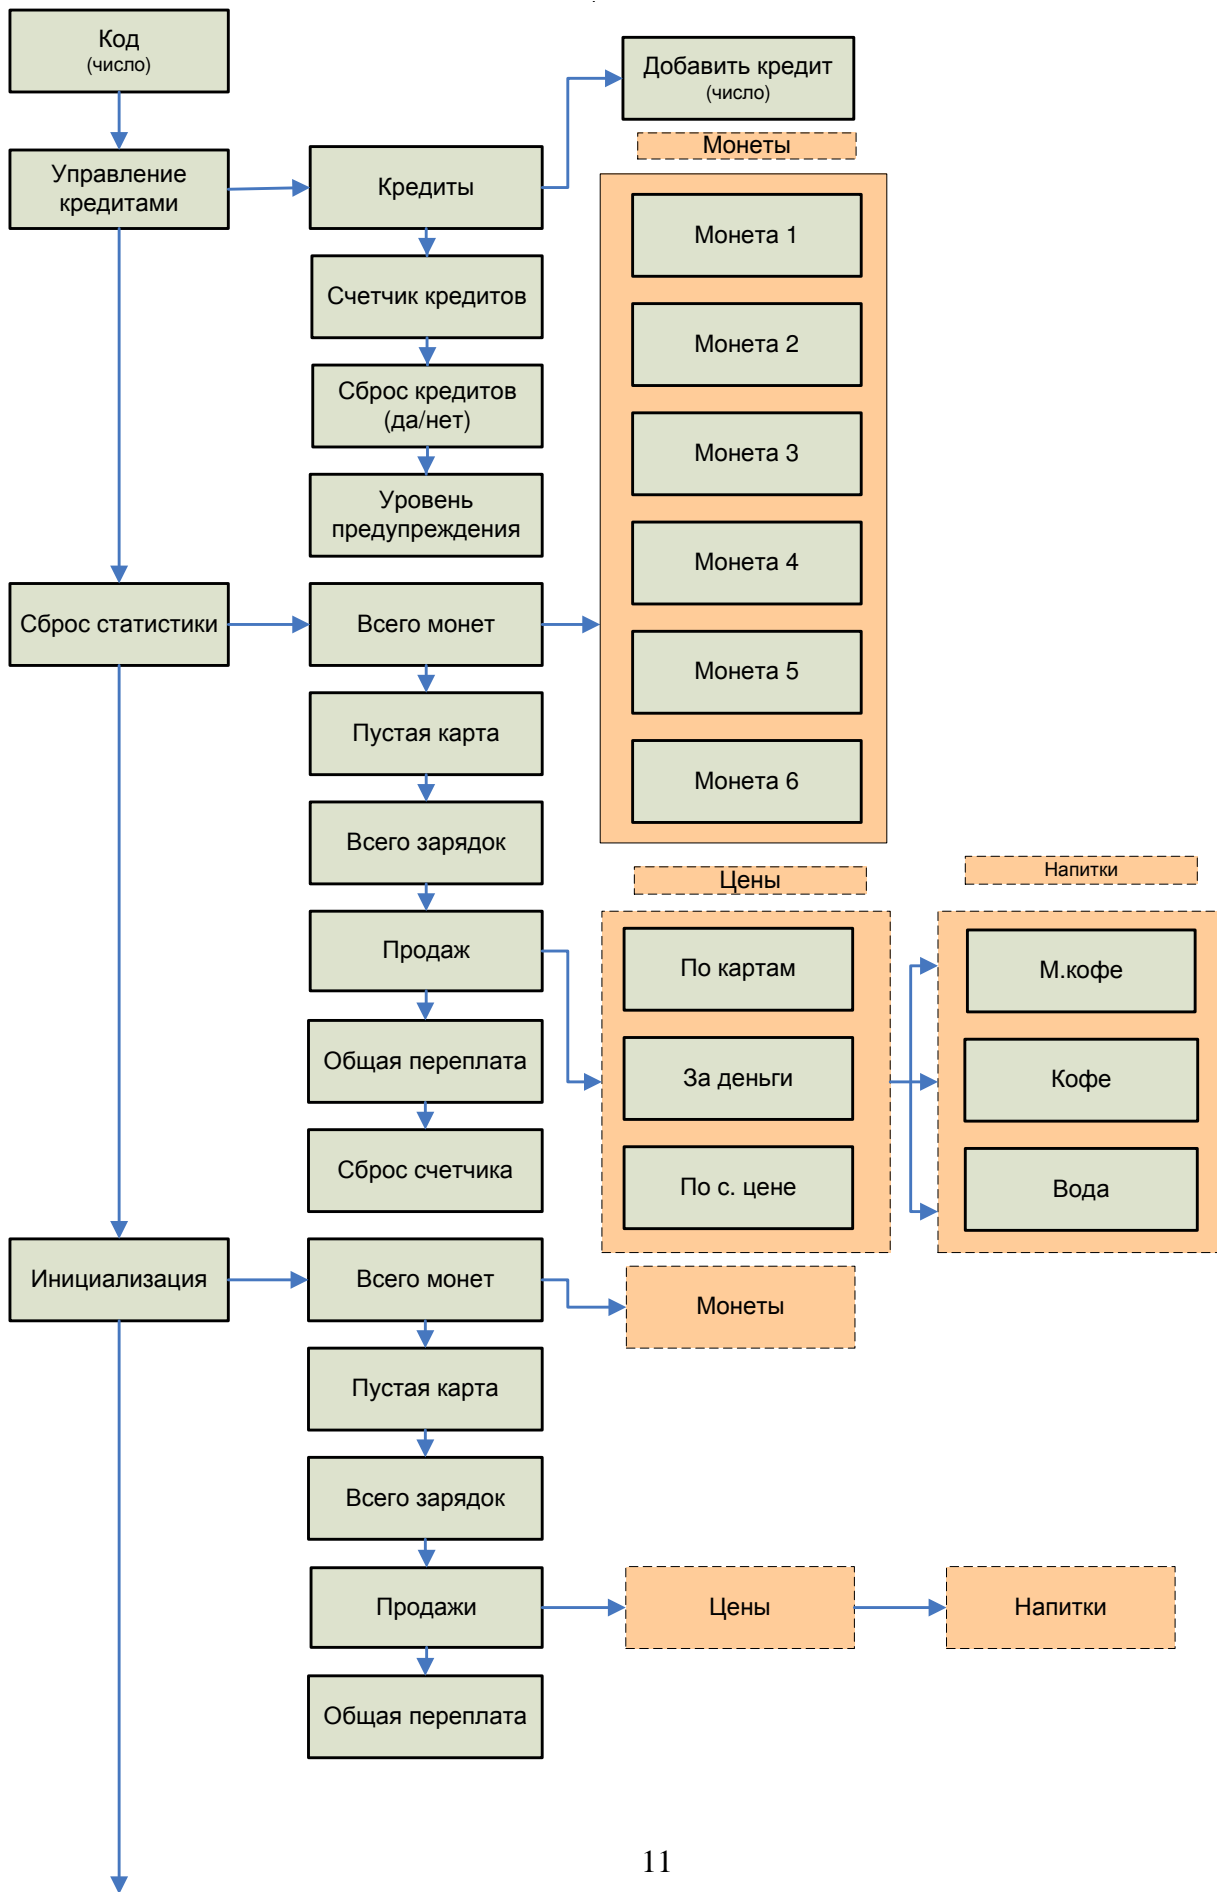 Код
(число)
Добавить кредит
(число)
Монеты
Управление
кредитами
Кредиты
Монета 1
Счетчик кредитов
Монета 2
Сброс кредитов
(да/нет)
Монета 3
Уровень
предупреждения
Монета 4
Сброс статистики
Всего монет
Монета 5
Пустая карта
Монета 6
Всего зарядок
Цены
Напитки
Продаж
По картам
М.кофе
Общая переплата
За деньги
Кофе
Сброс счетчика
По с. цене
Вода
Инициализация
Всего монет
Монеты
Пустая карта
Всего зарядок
Продажи
Цены
Напитки
Общая переплата
11